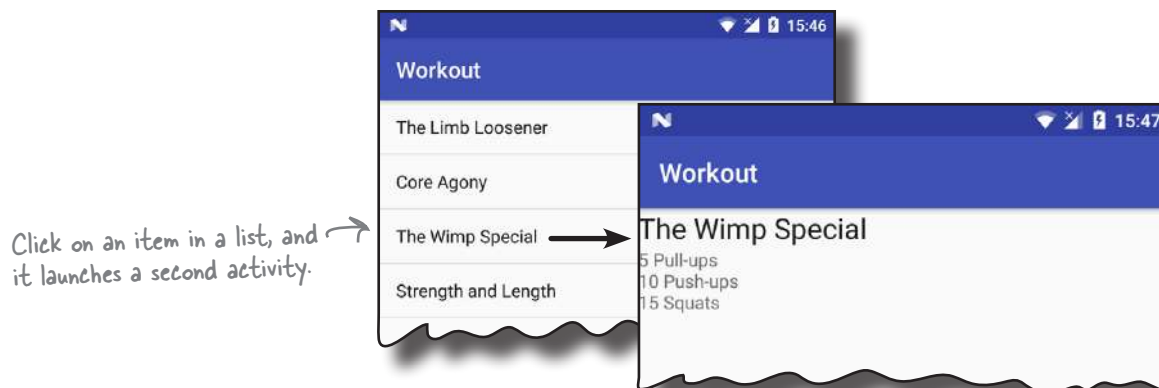 15:46
Workout
The Limb Loosener
Core Agony
The Wimp Special
Strength and Length
Click on an item in a list, and
it launches a second activity.
15:47
Workout
The Wimp Special
5 Pull-ups
10 Push-ups
15 Squats